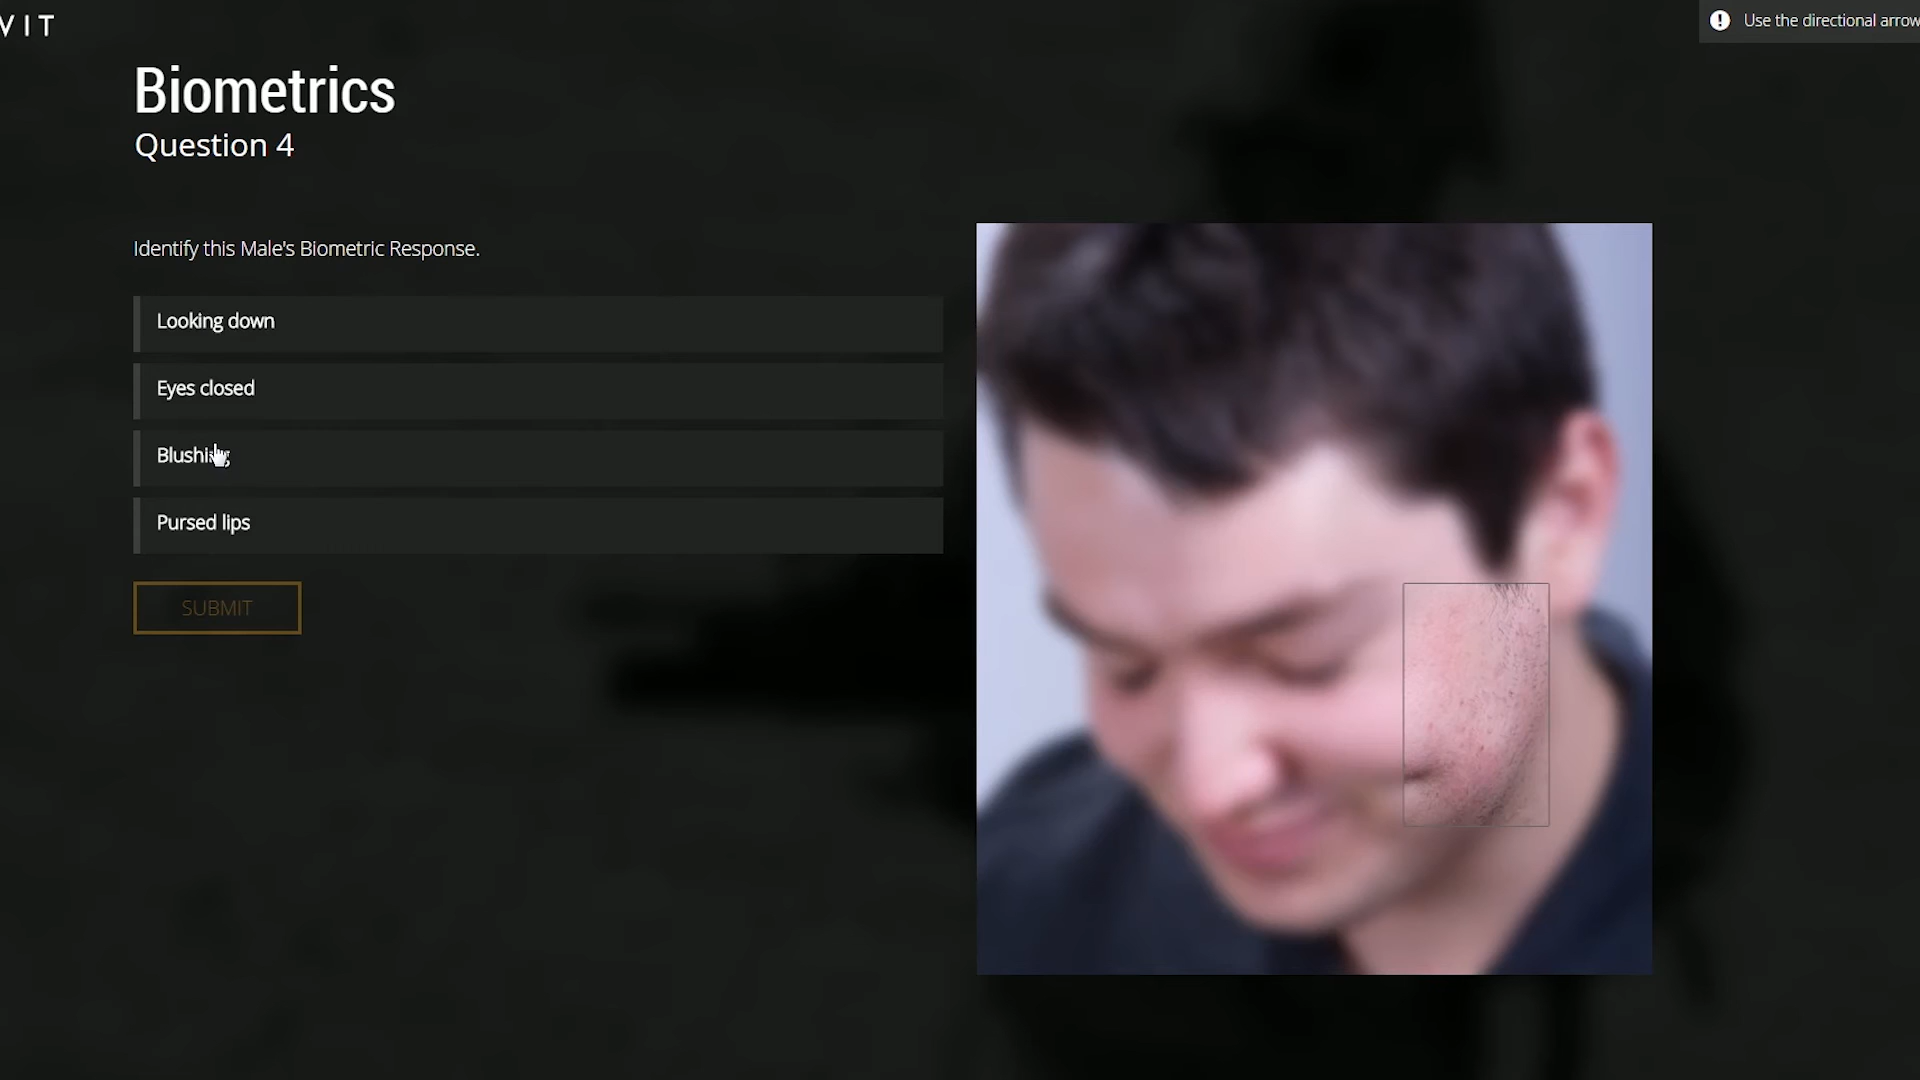 VIT
Use the directional arrow
Biometrics
Question 4
Identify this Male's Biometric Response.
Looking down
Eyes closed
Blushing
Pursed lips
SUBMIT